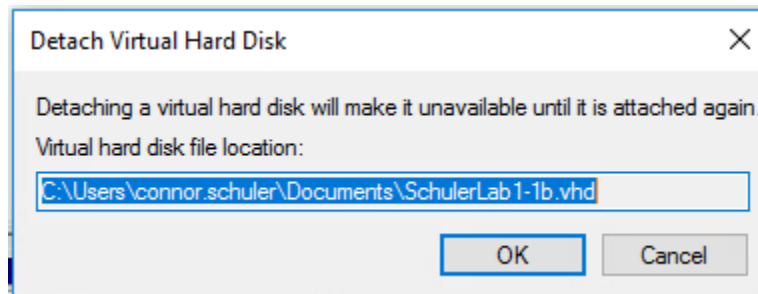 Detach Virtual Hard Disk
Detaching a virtual hard disk will make it unavailable until it is attached again.
Virtual hard disk file location:
C:\Users\connor.schuler\Documents\SchulerLab1-1b.vhd
OK
Cancel